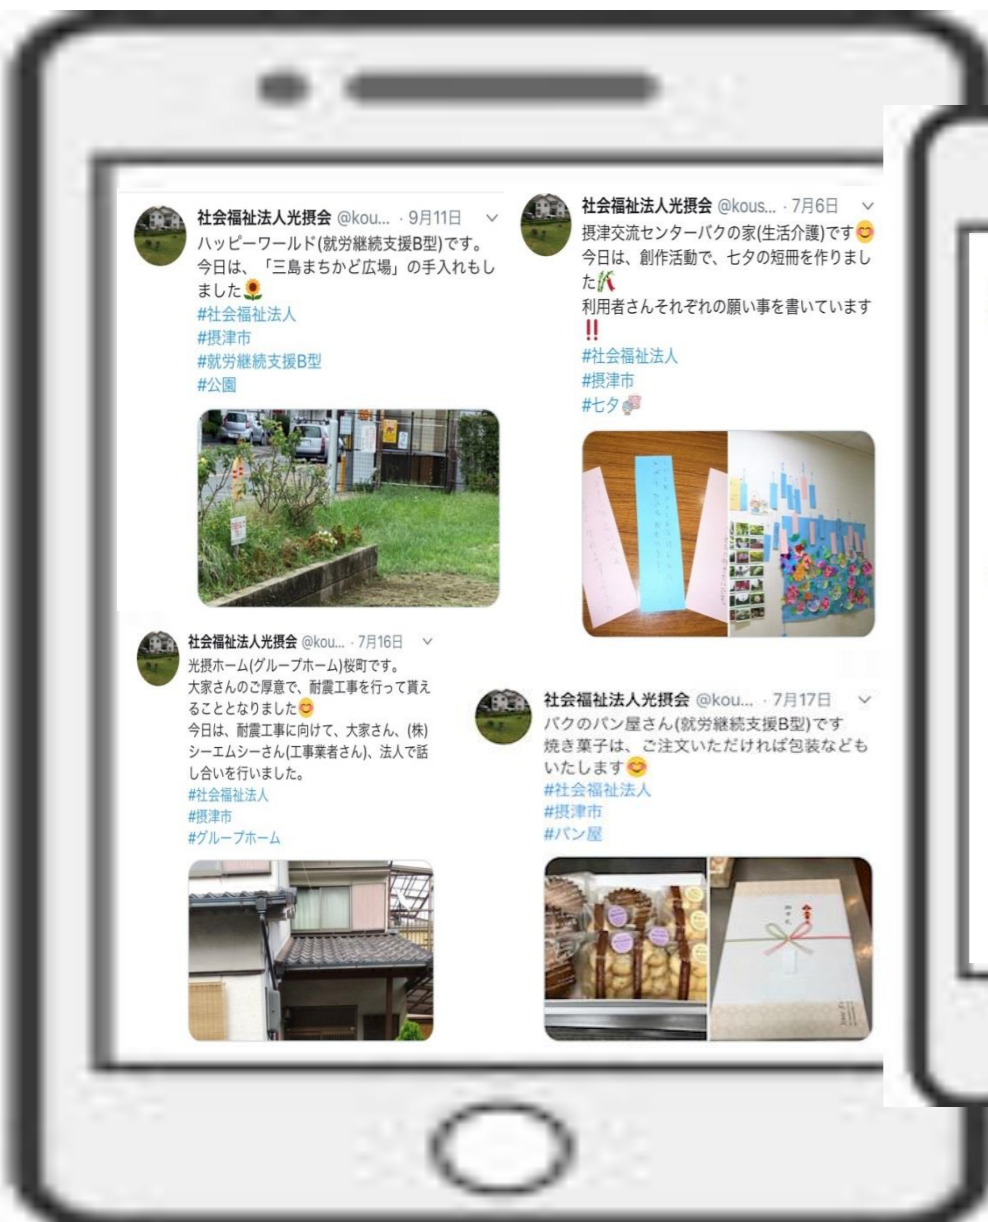 社会福祉法人光摂会 @kou... · 9月11日
ハッピーワールド(就労継続支援B型)です。
今日は、「三島まちかど広場」の手入れもし
ました🌻
#社会福祉法人
#摂津市
#就労継続支援B型
#公園
社会福祉法人光摂会 @kous... · 7月6日
摂津交流センターバクの家(生活介護)です😊
今日は、創作活動で、七夕の短冊を作りまし
た🎋
利用者さんそれぞれの願い事を書いています
‼️
#社会福祉法人
#摂津市
#七夕
社会福祉法人光摂会 @kou... · 7月16日
光摂ホーム(グループホーム)桜町です。
大家さんのご厚意で、耐震工事を行って貰え
ることとなりました😊
今日は、耐震工事に向けて、大家さん、(株)
シーエムシーさん(工事業者さん)、法人で話
し合いを行いました。
#社会福祉法人
#摂津市
#グループホーム
社会福祉法人光摂会 @kou... · 7月17日
バクのパン屋さん(就労継続支援B型)です
焼き菓子は、ご注文いただければ包装なども
いたします😊
#社会福祉法人
#摂津市
#パン屋